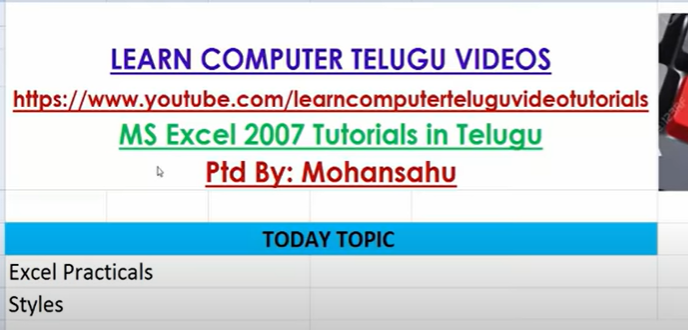 LEARN COMPUTER TELUGU VIDEOS
https://www.youtube.com/learncomputerteluguvideotutorials
MS Excel 2007 Tutorials in Telugu
Ptd By: Mohansahu
TODAY TOPIC
Excel Practicals
Styles